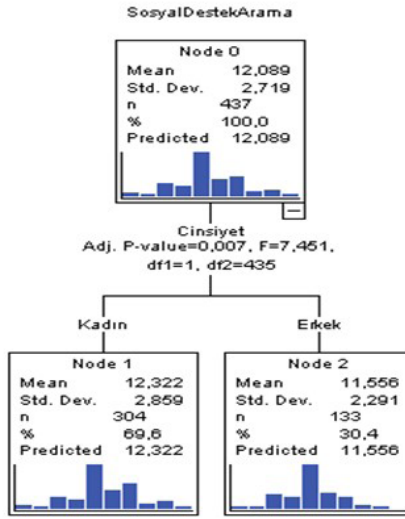 SosyalDestekArama
Node 0
Mean 12,089
Std. Dev. 2,719
n 437
% 100,0
Predicted 12,089
Cinsiyet
Adj. P-value=0,007, F=7,451,
df1=1, df2=435
Kadın
Erkek
Node 1
Mean 12,322
Std. Dev. 2,859
n 304
% 69,6
Predicted 12,322
Node 2
Mean 11,556
Std. Dev. 2,291
n 133
% 30,4
Predicted 11,556